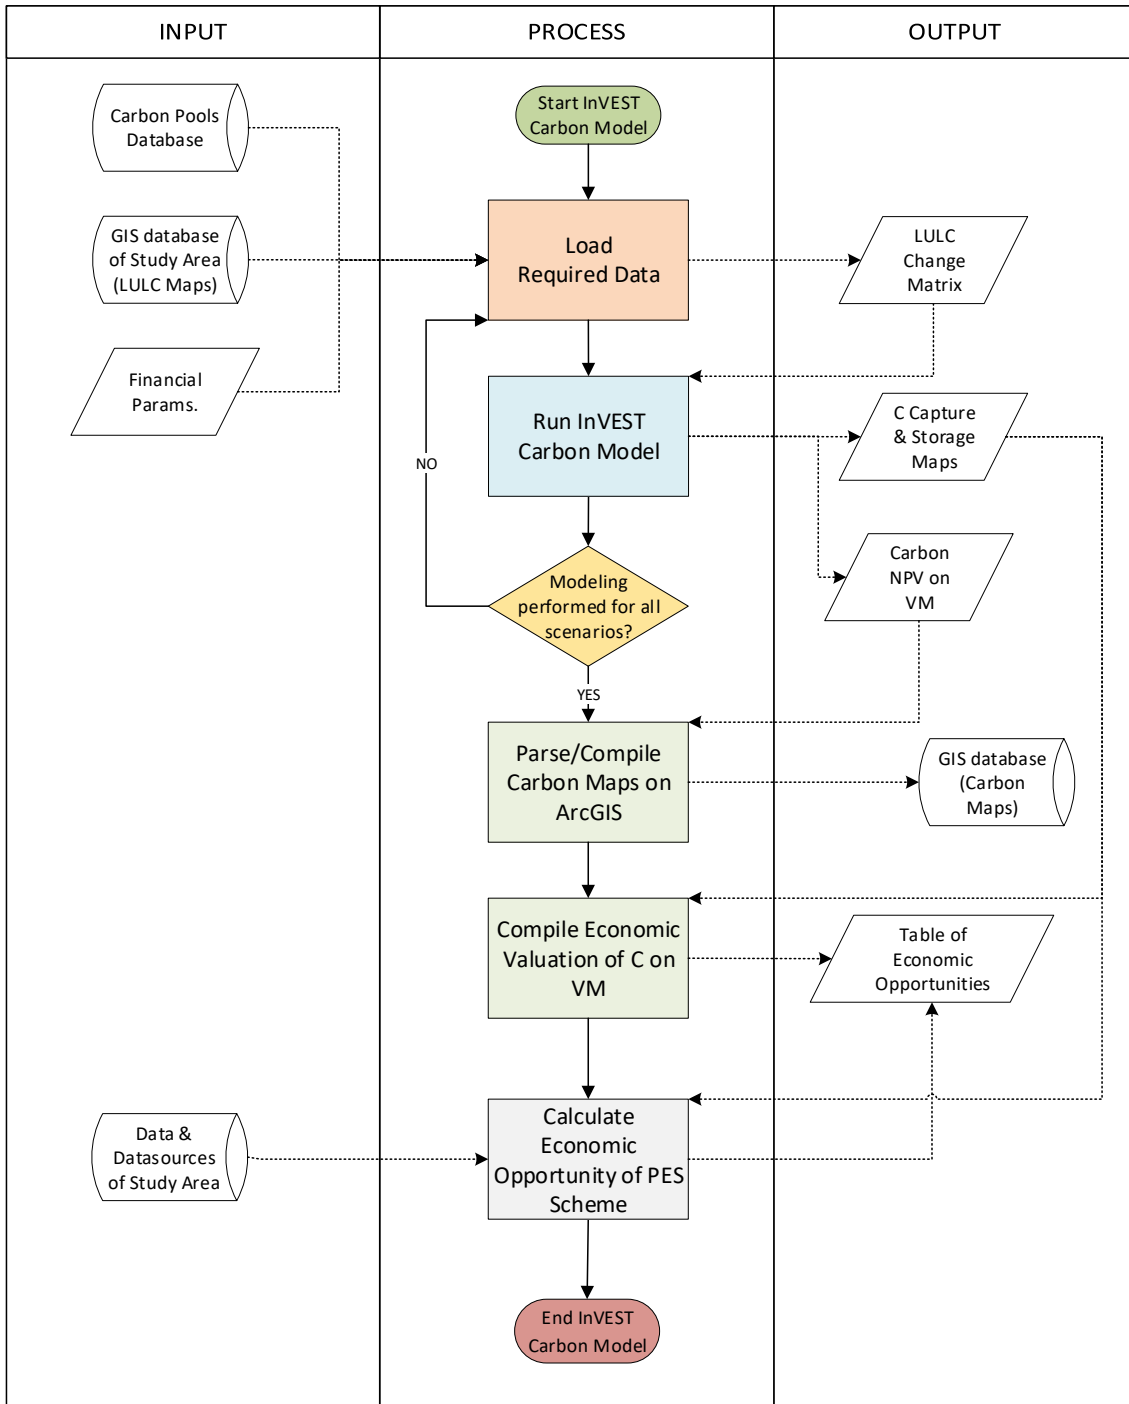 INPUT
PROCESS
OUTPUT
Carbon Pools
Database
Start InVEST
Carbon Model
GIS database
of Study Area
(LULC Maps)
Load
Required Data
LULC
Change
Matrix
Financial
Params.
Run InVEST
Carbon Model
C Capture
& Storage
Maps
NO
Carbon
NPV on
VM
Modeling
performed for all
scenarios?
YES
Parse/Compile
Carbon Maps on
ArcGIS
GIS database
(Carbon
Maps)
Compile Economic
Valuation of C on
VM
Table of
Economic
Opportunities
Data &
Datasources
of Study Area
Calculate
Economic
Opportunity of PES
Scheme
End InVEST
Carbon Model